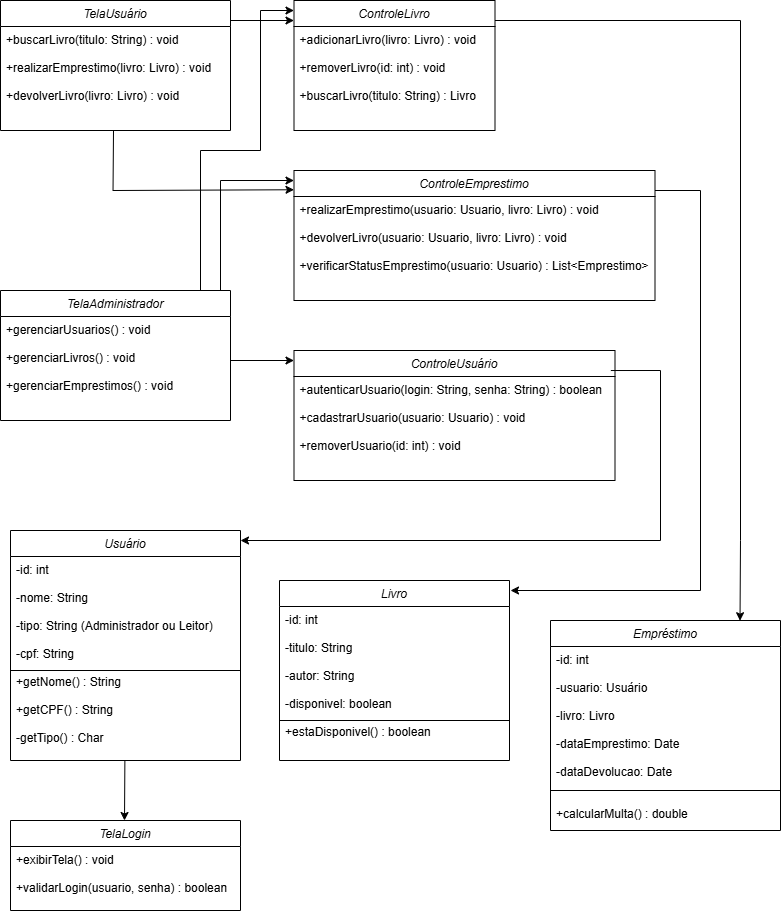 TelaUsuário
+buscarLivro(titulo: String) : void
+realizarEmprestimo(livro: Livro) : void
+devolverLivro(livro: Livro) : void
ControleLivro
+adicionarLivro(livro: Livro) : void
+removerLivro(id: int) : void
+buscarLivro(titulo: String) : Livro
ControleEmprestimo
+realizarEmprestimo(usuario: Usuario, livro: Livro) : void
+devolverLivro(usuario: Usuario, livro: Livro) : void
+verificarStatusEmprestimo(usuario: Usuario) : List<Emprestimo>
TelaAdministrador
+gerenciarUsuarios() : void
+gerenciarLivros() : void
+gerenciarEmprestimos() : void
ControleUsuário
+autenticarUsuario(login: String, senha: String) : boolean
+cadastrarUsuario(usuario: Usuario) : void
+removerUsuario(id: int) : void
Usuário
-id: int
-nome: String
-tipo: String (Administrador ou Leitor)
-cpf: String
+getNome() : String
+getCPF() : String
-getTipo() : Char
Livro
-id: int
-titulo: String
-autor: String
-disponivel: boolean
+estaDisponivel() : boolean
Empréstimo
-id: int
-usuario: Usuário
-livro: Livro
-dataEmprestimo: Date
-dataDevolucao: Date
+calcularMulta() : double
TelaLogin
+exibirTela() : void
+validarLogin(usuario, senha) : boolean